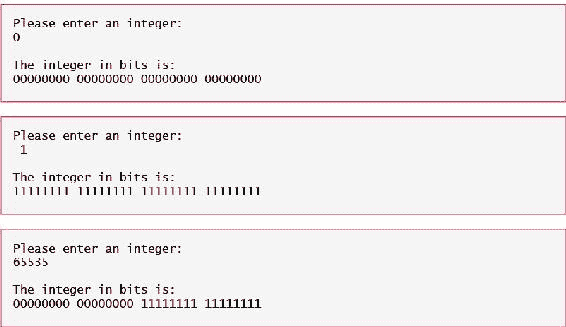 Please enter an integer:
0
The integer in bits is:
00000000 00000000 00000000 00000000
Please enter an integer:
1
The integer in bits is:
11111111 11111111 11111111 11111111
Please enter an integer:
65535
The integer in bits is:
00000000 00000000 11111111 11111111